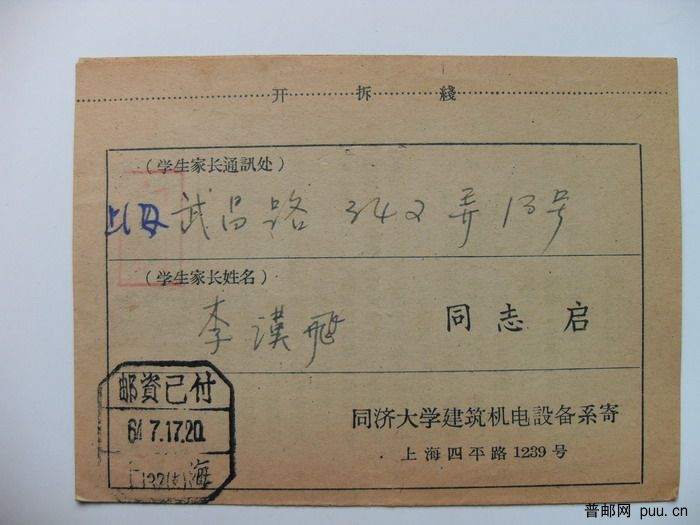 开拆綫
(学生家长通訊处)
上海 武昌路 342 弄 13号
(学生家长姓名)
李漢 同志启
邮資已付
64.7.17.20
海
同济大学建筑机电設备系寄
上海四平路1239号
普邮网 puu.cn